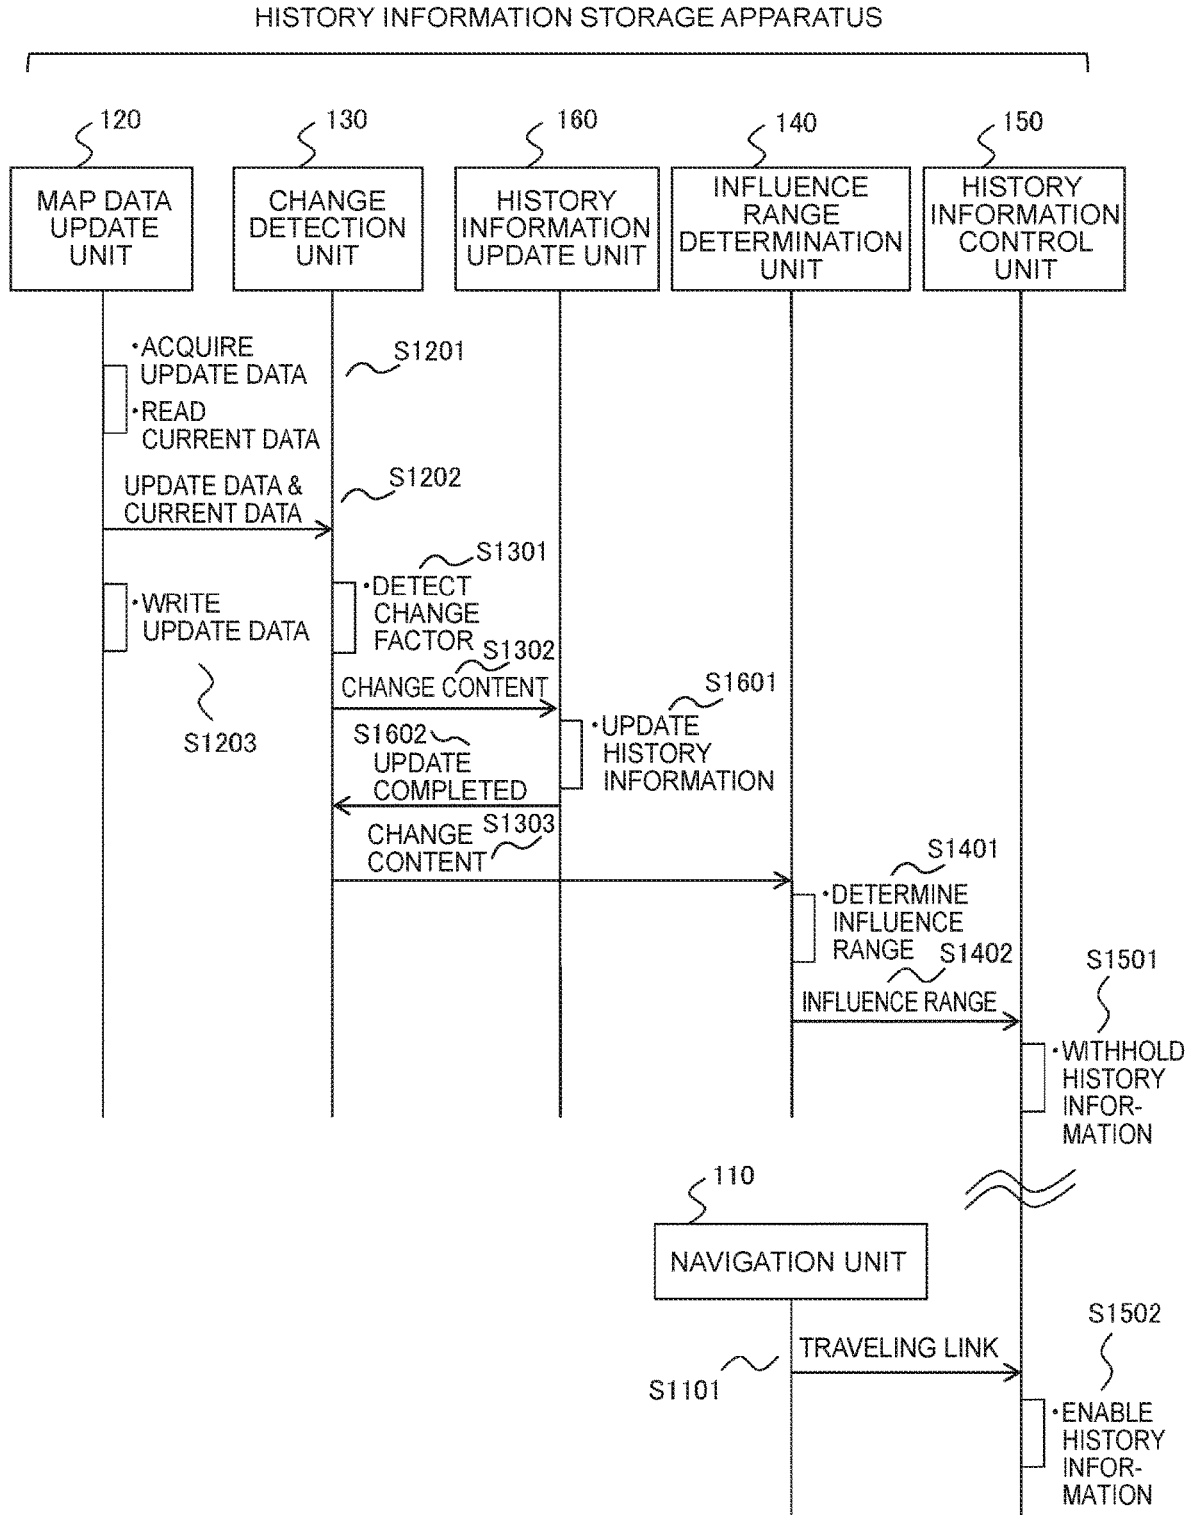 HISTORY INFORMATION STORAGE APPARATUS
120
130
160
140
150
MAP DATA
UPDATE
UNIT
CHANGE
DETECTION
UNIT
HISTORY
INFORMATION
UPDATE UNIT
INFLUENCE
RANGE
DETERMINATION
UNIT
HISTORY
INFORMATION
CONTROL
UNIT
・ACQUIRE
UPDATE DATA
・READ
CURRENT DATA
S1201
UPDATE DATA &
CURRENT DATA
S1202
S1301
・WRITE
UPDATE DATA
・DETECT
CHANGE
FACTOR
S1203
S1302
CHANGE CONTENT
S1601
・UPDATE
HISTORY
INFORMATION
S1602
UPDATE
COMPLETED
S1303
CHANGE
CONTENT
S1401
・DETERMINE
INFLUENCE
RANGE
S1402
INFLUENCE RANGE
S1501
・WITHHOLD
HISTORY
INFOR-
MATION
110
NAVIGATION UNIT
S1502
TRAVELING LINK
S1101
・ENABLE
HISTORY
INFOR-
MATION